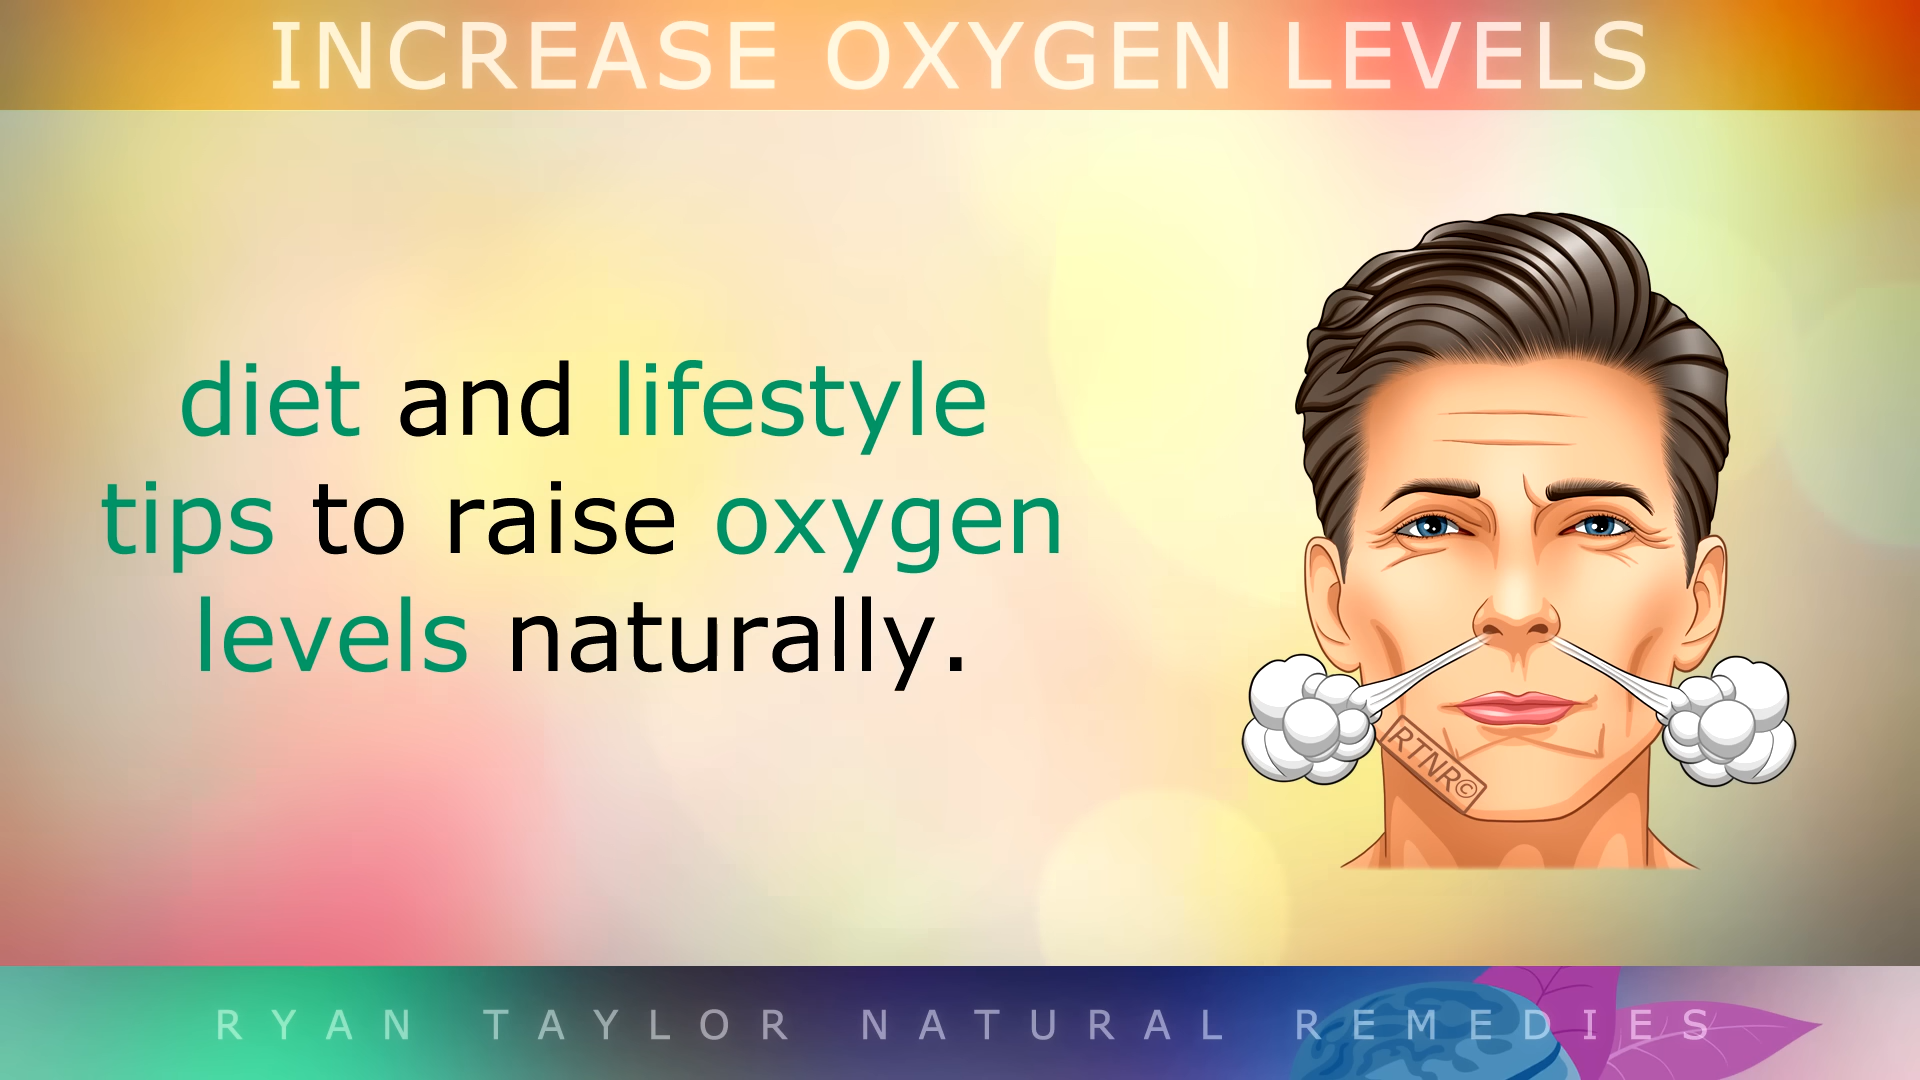 INCREASE OXYGEN LEVELS
diet and lifestyle
tips to raise oxygen
levels naturally.
RTNR©
RYAN TAYLOR NATURAL REMEDIES